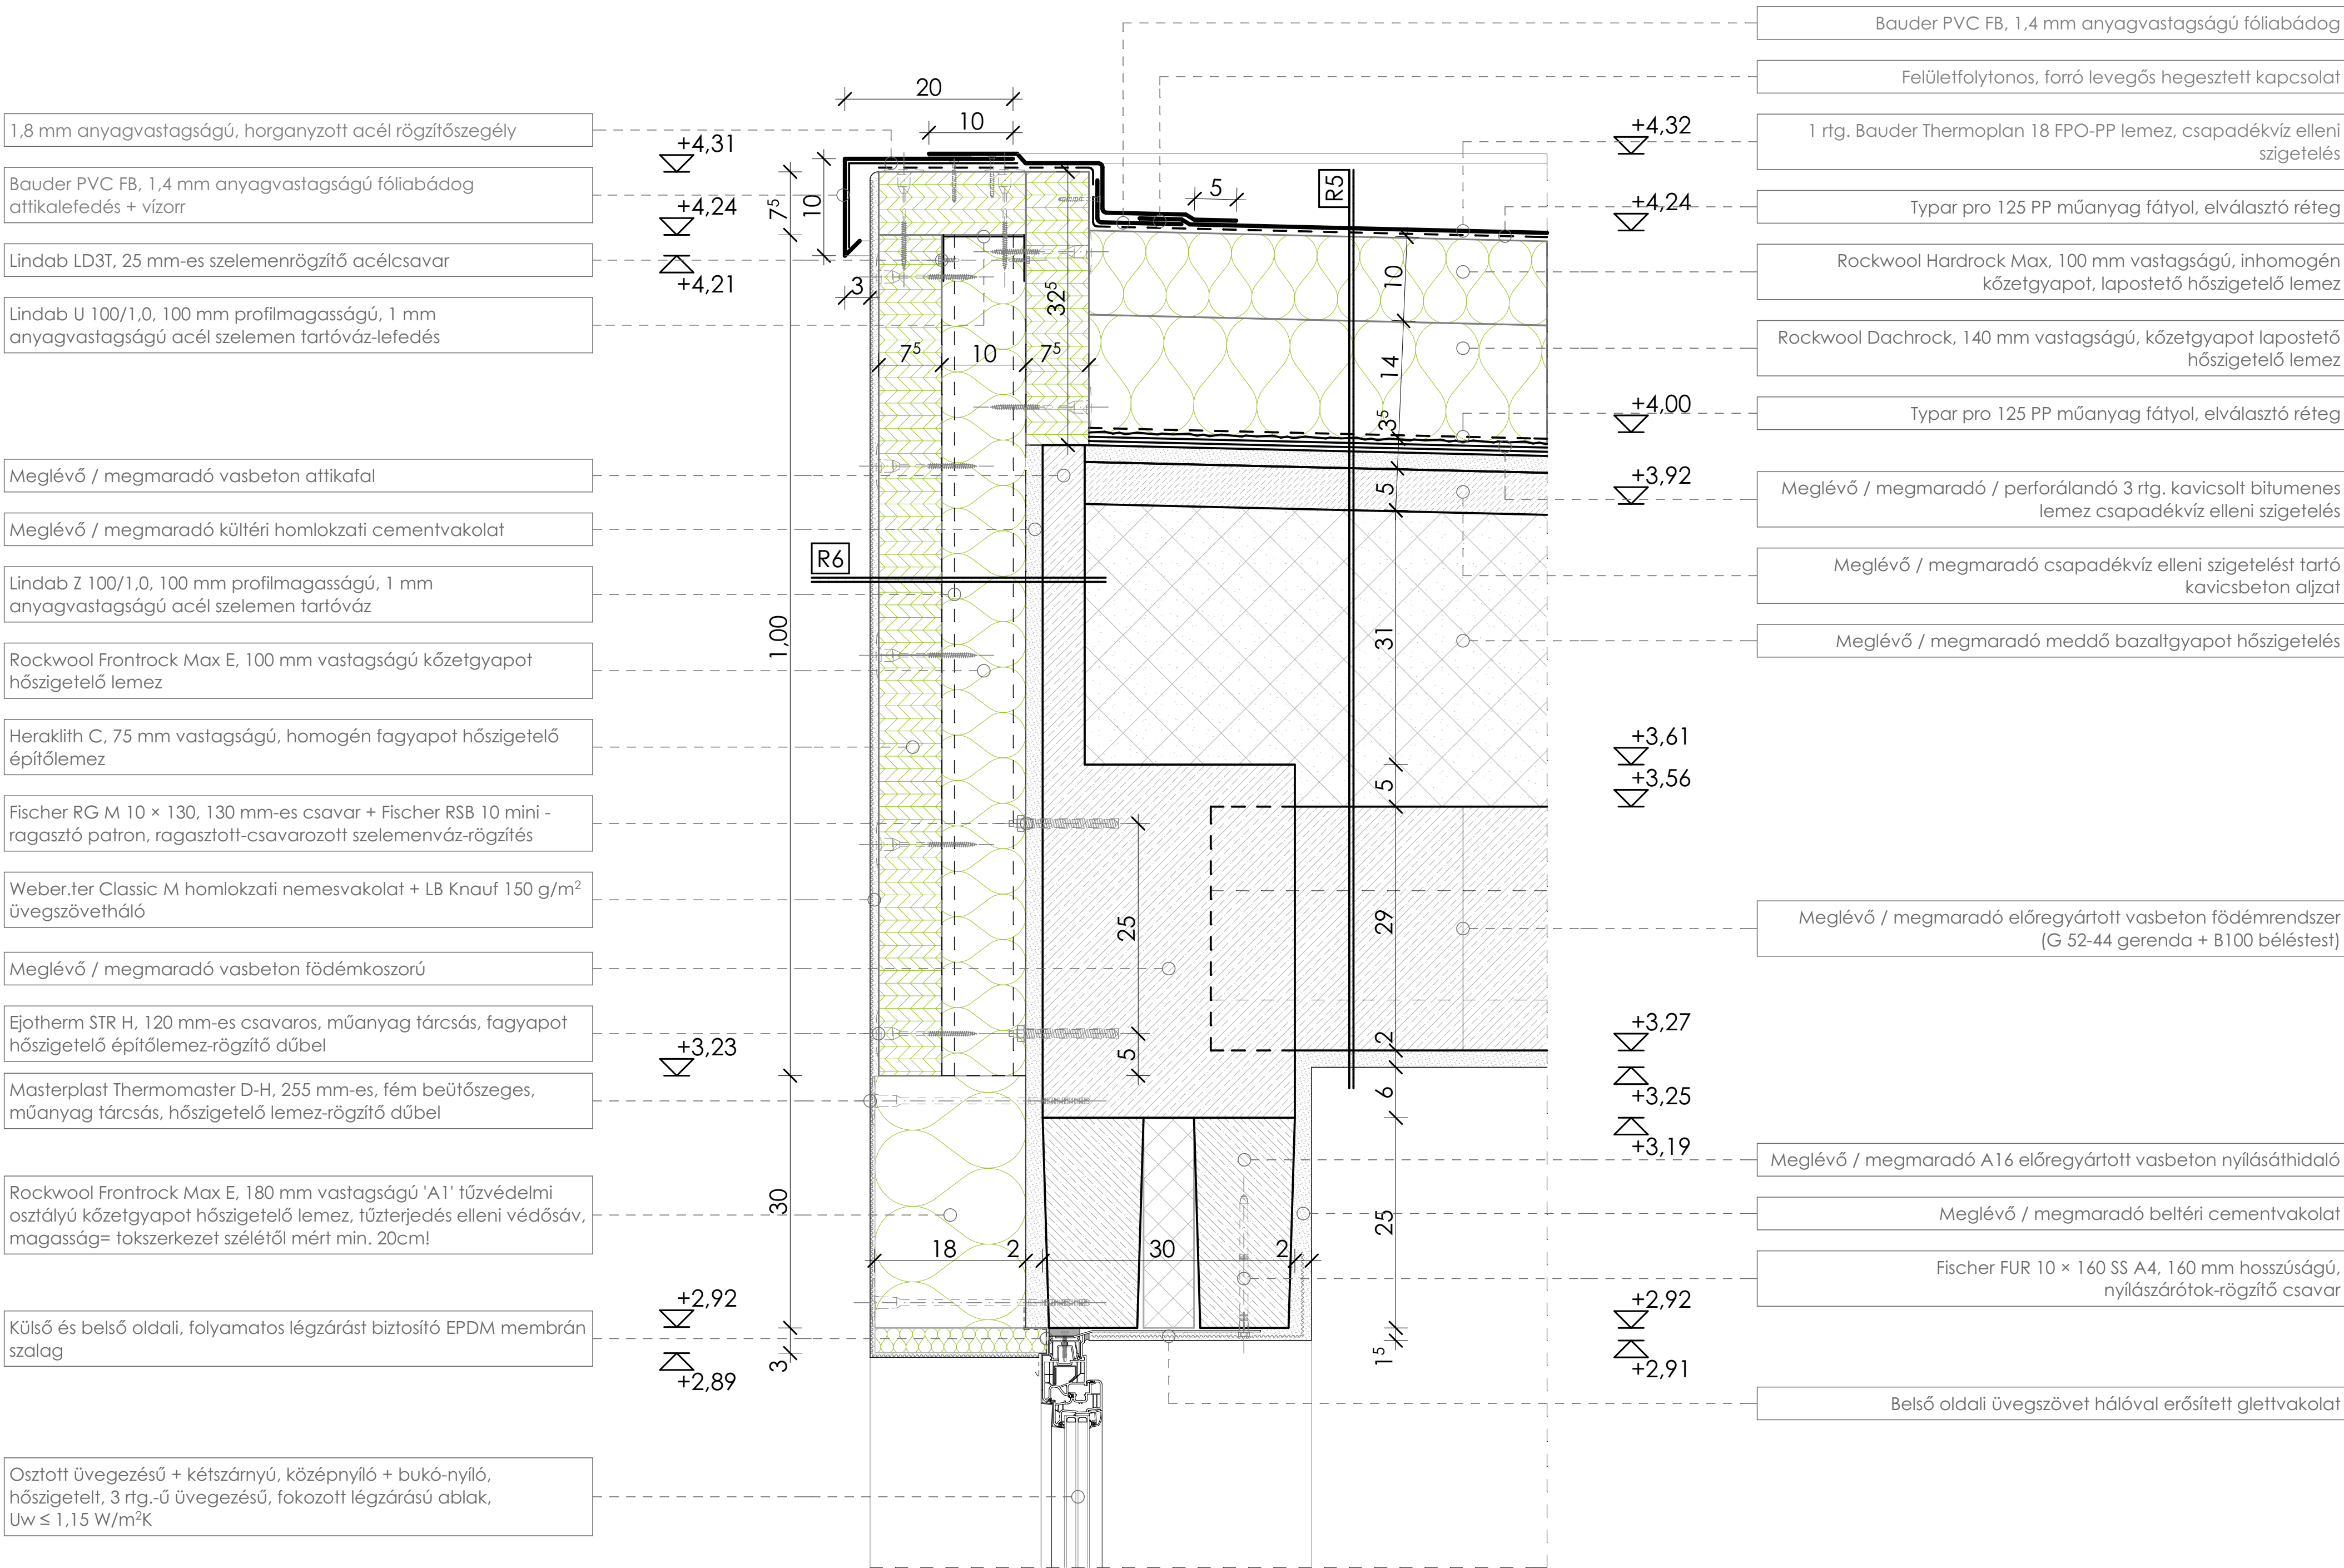 1,8 mm anyagvastagságú, horganyzott acél rögzítőszegély
Bauder PVC FB, 1,4 mm anyagvastagságú fóliabádog
attikalefedés + vízorr
Lindab LD3T, 25 mm-es szelemenrögzítő acélcsavar
Lindab U 100/1,0, 100 mm profilmagasságú, 1 mm
anyagvastagságú acél szelemen tartóváz-lefedés
Meglévő / megmaradó vasbeton attikafal
Meglévő / megmaradó kültéri homlokzati cementvakolat
Lindab Z 100/1,0, 100 mm profilmagasságú, 1 mm
anyagvastagságú acél szelemen tartóváz
Rockwool Frontrock Max E, 100 mm vastagságú kőzetgyapot
hőszigetelő lemez
Heraklith C, 75 mm vastagságú, homogén fagyapot hőszigetelő
építőlemez
Fischer RG M 10 × 130, 130 mm-es csavar + Fischer RSB 10 mini -
ragasztó patron, ragasztott-csavarozott szelemenváz-rögzítés
Weber.ter Classic M homlokzati nemesvakolat + LB Knauf 150 g/m²
üvegszövetháló
Meglévő / megmaradó vasbeton födémkoszorú
Ejotherm STR H, 120 mm-es csavaros, műanyag tárcsás, fagyapot
hőszigetelő építőlemez-rögzítő dűbel
Masterplast Thermomaster D-H, 255 mm-es, fém beütőszeges,
műanyag tárcsás, hőszigetelő lemez-rögzítő dűbel
Rockwool Frontrock Max E, 180 mm vastagságú 'A1' tűzvédelmi
osztályú kőzetgyapot hőszigetelő lemez, tűzterjedés elleni védősáv,
magasság= tokszerkezet szélétől mért min. 20cm!
Külső és belső oldali, folyamatos légzárást biztosító EPDM membrán
szalag
Osztott üvegezésű + kétszárnyú, középnyíló + bukó-nyíló,
hőszigetelt, 3 rtg.-ű üvegezésű, fokozott légzárású ablak,
Uw ≤ 1,15 W/m²K
+4,31
+4,24
+4,21
+3,23
+2,92
+2,89
20
10
7⁵
10
3
7⁵
10
7⁵
32⁵
5
R5
R6
1,00
30
3
25
5
18
2
30
2
10
14
3⁵
5
31
5
29
2
6
25
1⁵
+4,32
+4,24
+4,00
+3,92
+3,61
+3,56
+3,27
+3,25
+3,19
+2,92
+2,91
Bauder PVC FB, 1,4 mm anyagvastagságú fóliabádog
Felületfolytonos, forró levegős hegesztett kapcsolat
1 rtg. Bauder Thermoplan 18 FPO-PP lemez, csapadékvíz elleni
szigetelés
Typar pro 125 PP műanyag fátyol, elválasztó réteg
Rockwool Hardrock Max, 100 mm vastagságú, inhomogén
kőzetgyapot, lapostető hőszigetelő lemez
Rockwool Dachrock, 140 mm vastagságú, kőzetgyapot lapostető
hőszigetelő lemez
Typar pro 125 PP műanyag fátyol, elválasztó réteg
Meglévő / megmaradó / perforálandó 3 rtg. kavicsolt bitumenes
lemez csapadékvíz elleni szigetelés
Meglévő / megmaradó csapadékvíz elleni szigetelést tartó
kavicsbeton aljzat
Meglévő / megmaradó meddő bazaltgyapot hőszigetelés
Meglévő / megmaradó előregyártott vasbeton födémrendszer
(G 52-44 gerenda + B100 béléstest)
Meglévő / megmaradó A16 előregyártott vasbeton nyílásáthidaló
Meglévő / megmaradó beltéri cementvakolat
Fischer FUR 10 × 160 SS A4, 160 mm hosszúságú,
nyílászárótok-rögzítő csavar
Belső oldali üvegszövet hálóval erősített glettvakolat